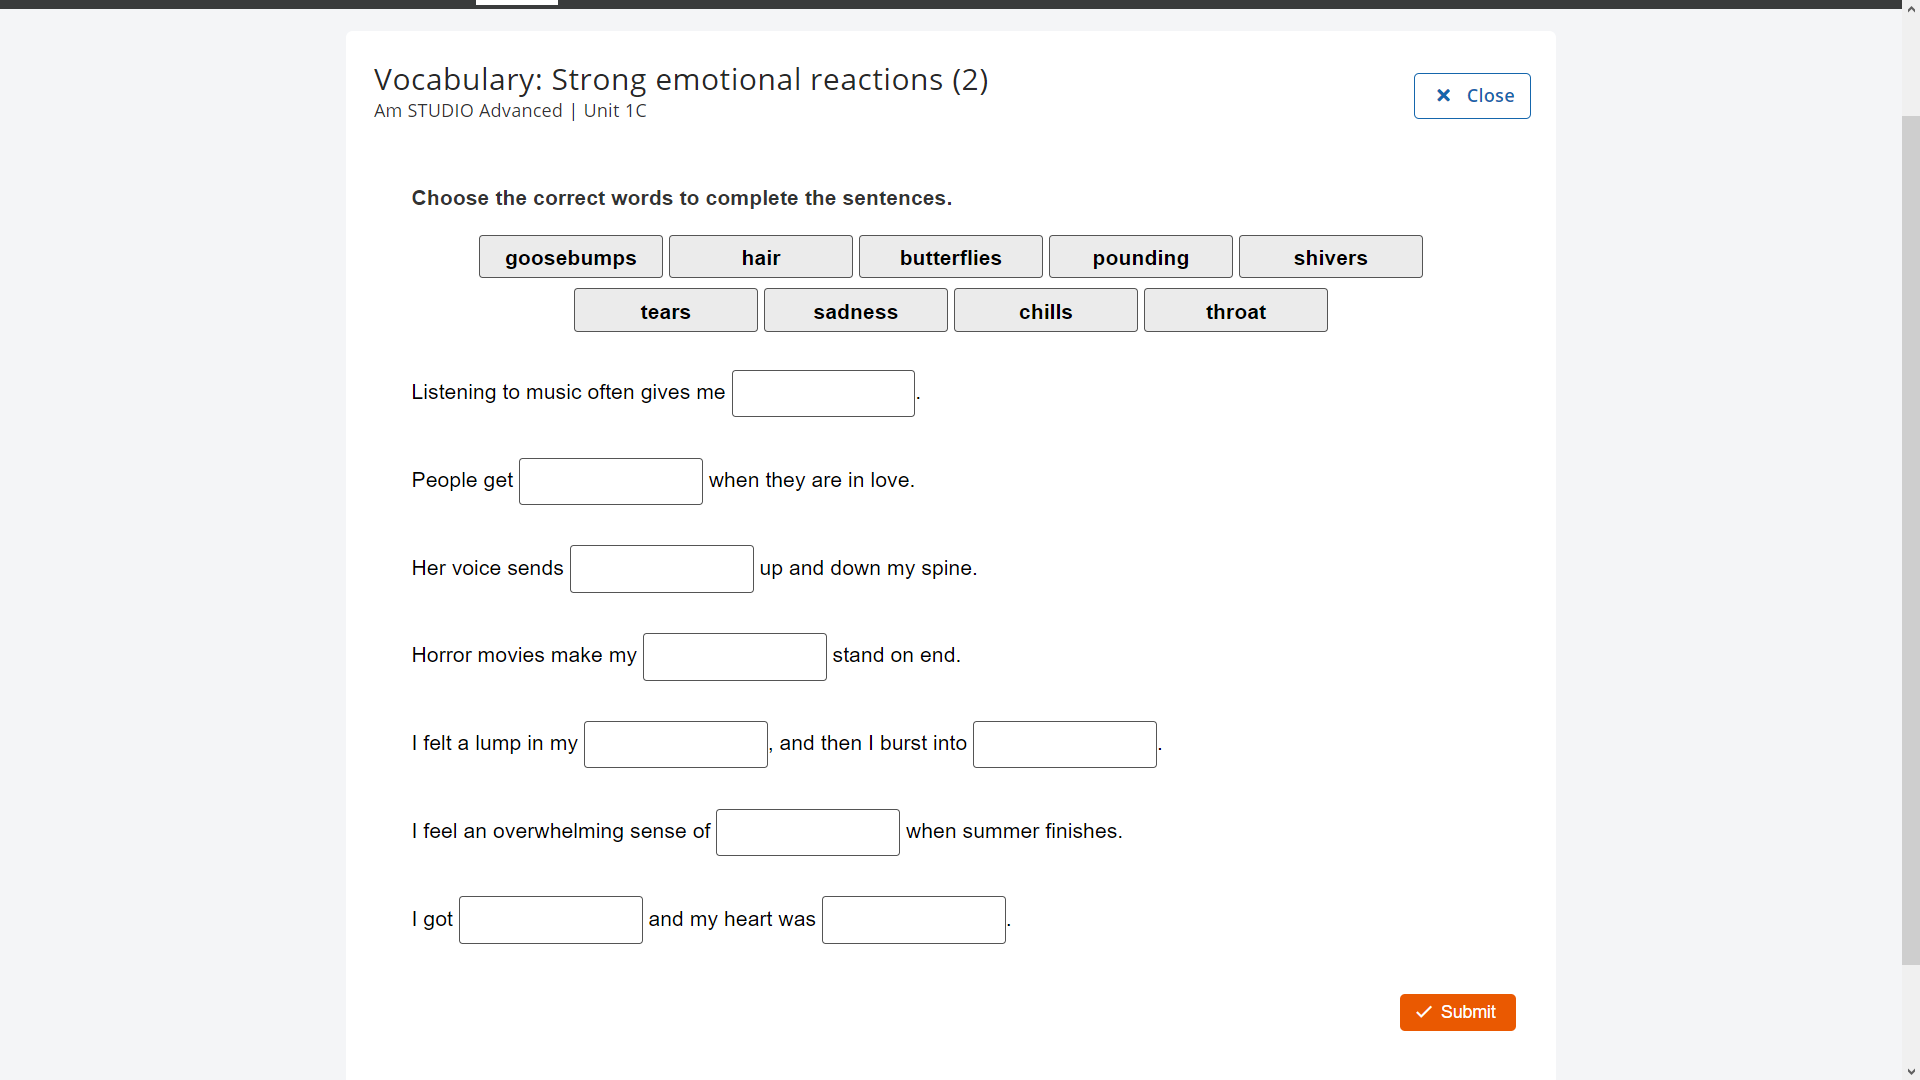 Vocabulary: Strong emotional reactions (2)
Am STUDIO Advanced | Unit 1C
Close
Choose the correct words to complete the sentences.
goosebumps hair butterflies pounding shivers
tears sadness chills throat
Listening to music often gives me .
People get when they are in love.
Her voice sends up and down my spine.
Horror movies make my stand on end.
I felt a lump in my , and then I burst into .
I feel an overwhelming sense of when summer finishes.
I got and my heart was .
Submit